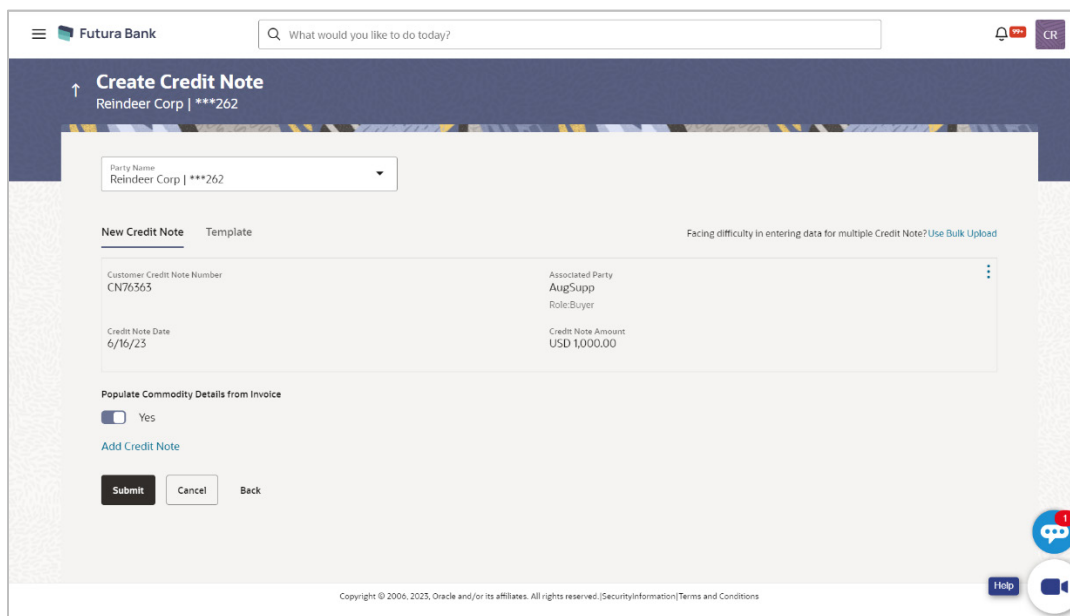 Futura Bank
What would you like to do today?
99+
CR
Create Credit Note
Reindeer Corp | ***262
Party Name
Reindeer Corp | ***262
New Credit Note
Template
Facing difficulty in entering data for multiple Credit Note?Use Bulk Upload
Customer Credit Note Number
CN76363
Associated Party
AugSupp
Role:Buyer
Credit Note Date
6/16/23
Credit Note Amount
USD 1,000.00
Populate Commodity Details from Invoice
Yes
Add Credit Note
Submit
Cancel
Back
1
Help
Copyright © 2006, 2023, Oracle and/or its affiliates. All rights reserved.|SecurityInformation|Terms and Conditions